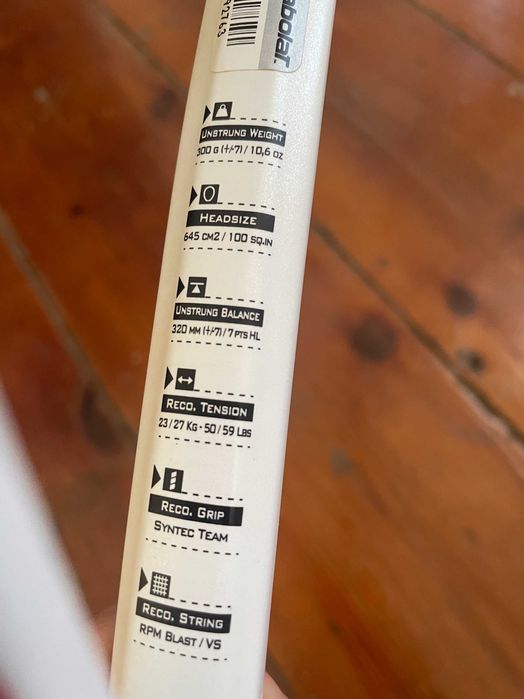 abolat
UNSTRUNG WEIGHT
300 G (+/-7) / 10,6 OZ
HEADSIZE
645 CM2 / 100 SQ.IN
UNSTRUNG BALANCE
320 MM (+/-7) / 7 PTS HL
RECO. TENSION
23 / 27 KG - 50 / 59 LBS
RECO. GRIP
SYNTEC TEAM
RECO. STRING
RPM BLAST / VS